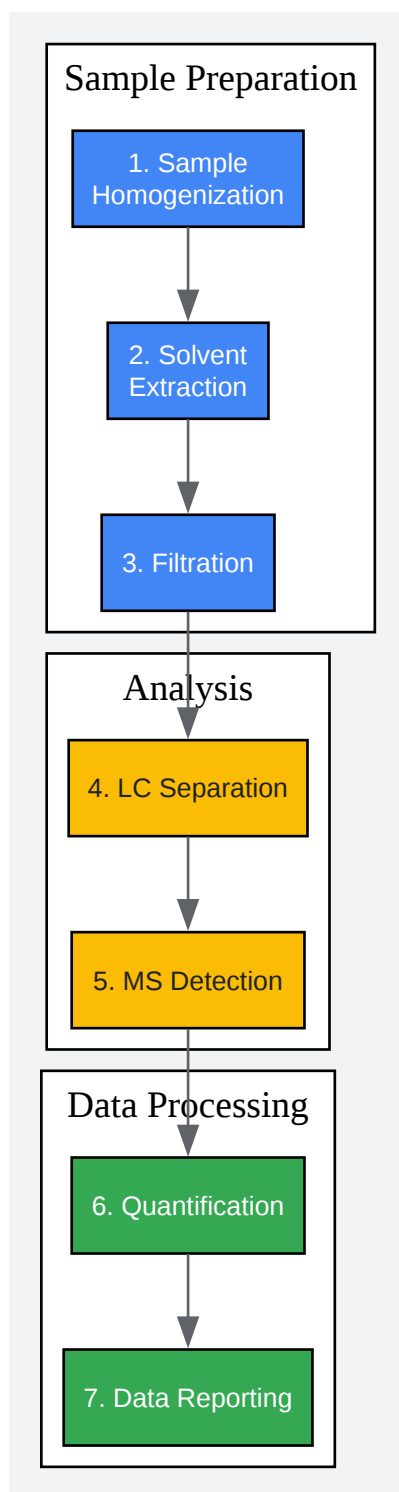 Sample Preparation
1. Sample
Homogenization
2. Solvent
Extraction
3. Filtration
Analysis
4. LC Separation
5. MS Detection
Data Processing
6. Quantification
7. Data Reporting